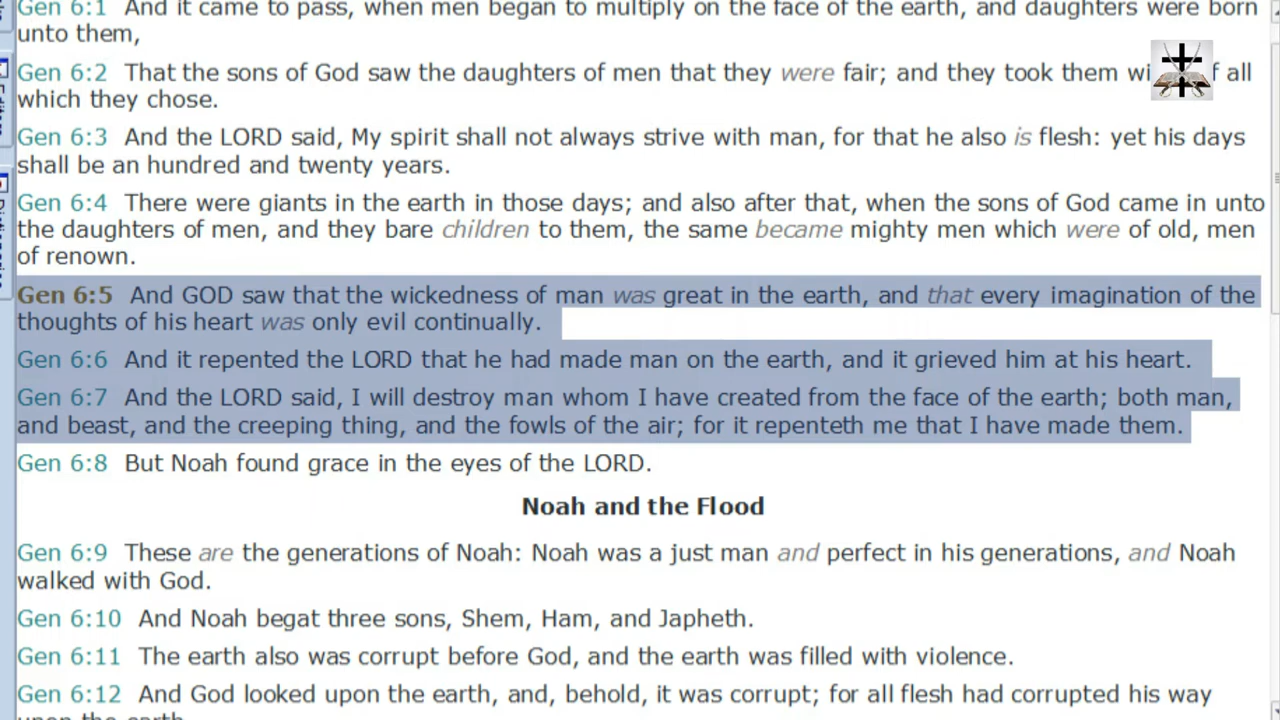 Gen 6:1 And it came to pass, when men began to multiply on the face of the earth, and daughters were born
unto them,
Gen 6:2 That the sons of God saw the daughters of men that they were fair; and they took them of all
which they chose.
Gen 6:3 And the LORD said, My spirit shall not always strive with man, for that he also is flesh: yet his days
shall be an hundred and twenty years.
Gen 6:4 There were giants in the earth in those days; and also after that, when the sons of God came in unto
the daughters of men, and they bare children to them, the same became mighty men which were of old, men
of renown.
Gen 6:5 And GOD saw that the wickedness of man was great in the earth, and that every imagination of the
thoughts of his heart was only evil continually.
Gen 6:6 And it repented the LORD that he had made man on the earth, and it grieved him at his heart.
Gen 6:7 And the LORD said, I will destroy man whom I have created from the face of the earth; both man,
and beast, and the creeping thing, and the fowls of the air; for it repenteth me that I have made them.
Gen 6:8 But Noah found grace in the eyes of the LORD.
Noah and the Flood
Gen 6:9 These are the generations of Noah: Noah was a just man and perfect in his generations, and Noah
walked with God.
Gen 6:10 And Noah begat three sons, Shem, Ham, and Japheth.
Gen 6:11 The earth also was corrupt before God, and the earth was filled with violence.
Gen 6:12 And God looked upon the earth, and, behold, it was corrupt; for all flesh had corrupted his way
upon the earth